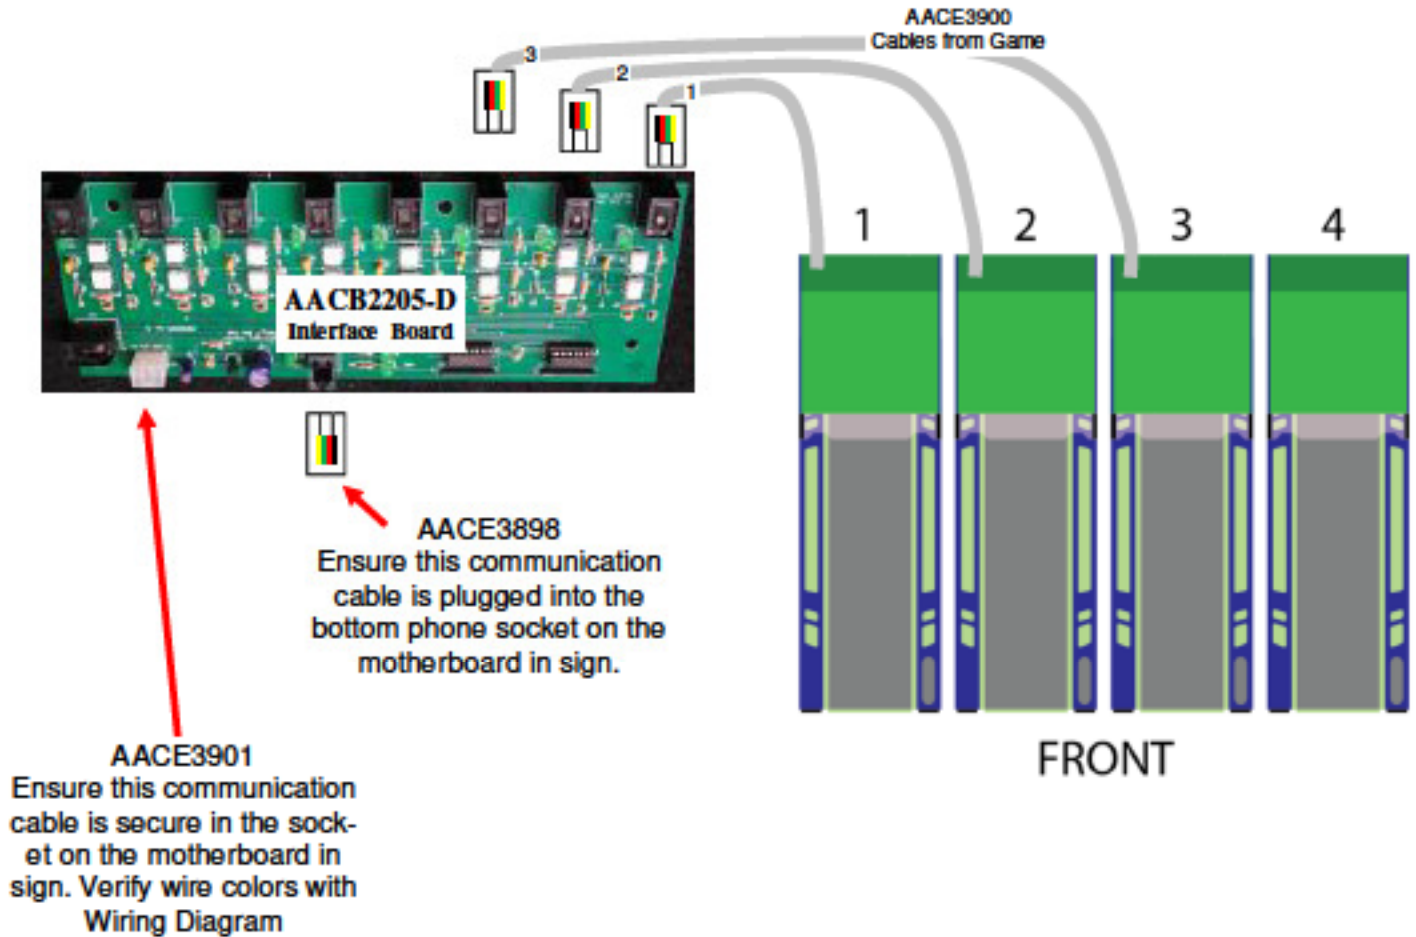 AACE3900
Cables from Game
3
2
1
1
2
3
4
AACB2205-D
Interface Board
AACE3898
Ensure this communication
cable is plugged into the
bottom phone socket on the
motherboard in sign.
FRONT
AACE3901
Ensure this communication
cable is secure in the sock-
et on the motherboard in
sign. Verify wire colors with
Wiring Diagram